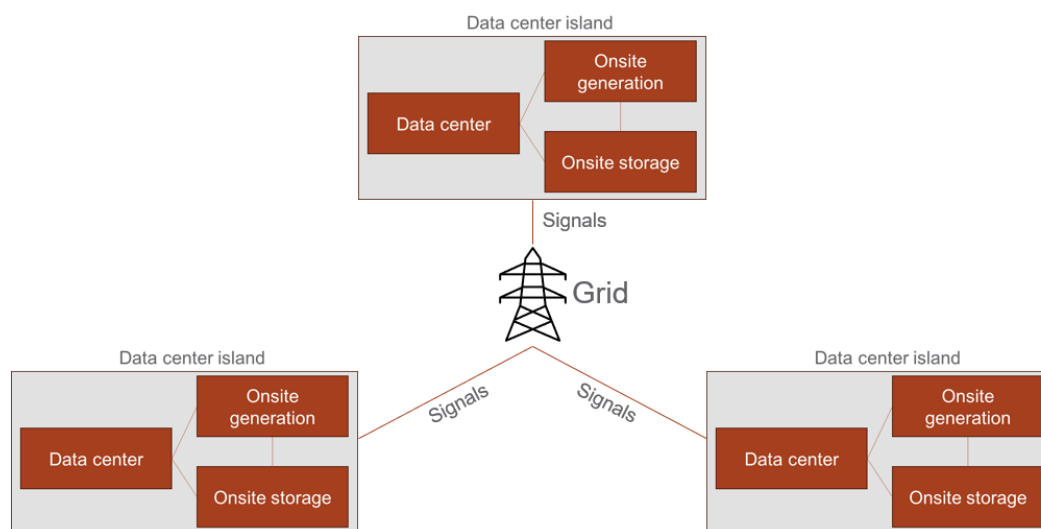 Data center island
Onsite
generation
Data center
Onsite storage
Signals
Grid
Data center island
Onsite
generation
Data center
Onsite storage
Signals
Signals
Data center island
Onsite
generation
Data center
Onsite storage